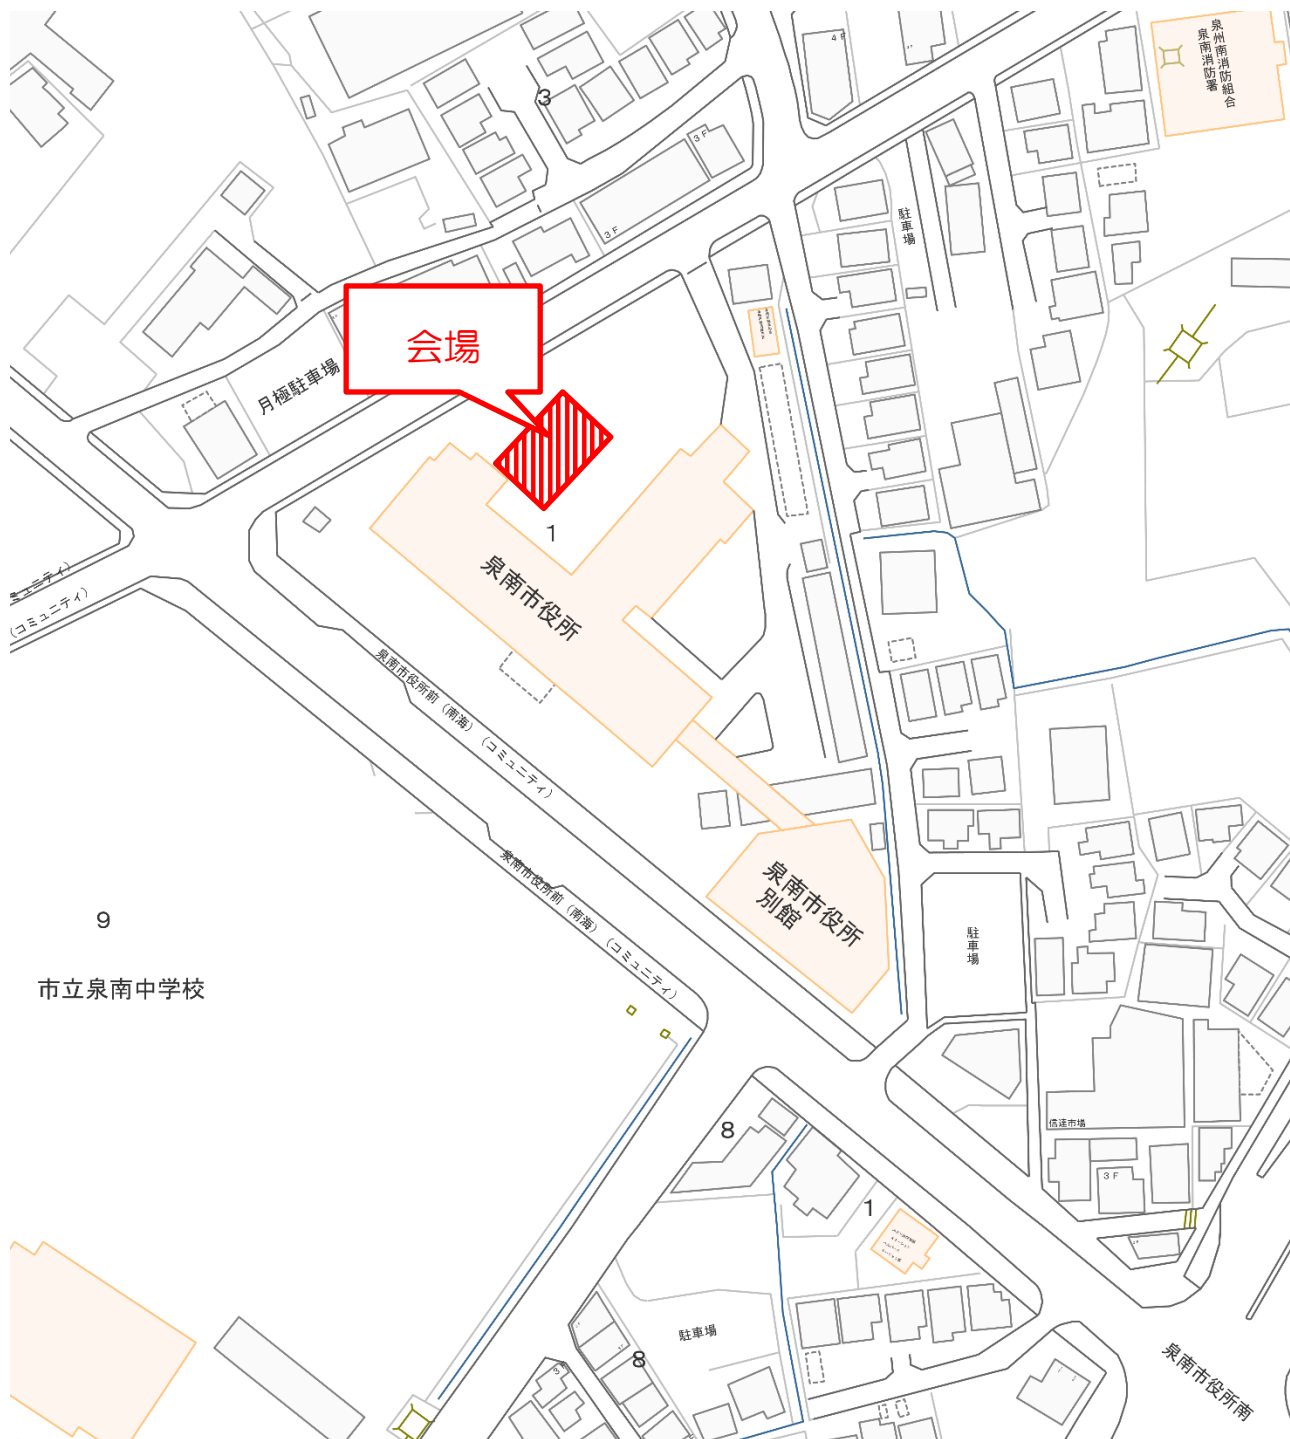 泉州南消防組合
泉南消防署
4F
3
3F
3F
駐車場
会場
月極駐車場
1
泉南市役所
(コミュニティ)
泉南市役所前(南海)(コミュニティ)
泉南市役所前(南海)(コミュニティ)
泉南市役所
別館
駐車場
9
市立泉南中学校
信達市場
8
3F
1
駐車場
8
泉南市役所南